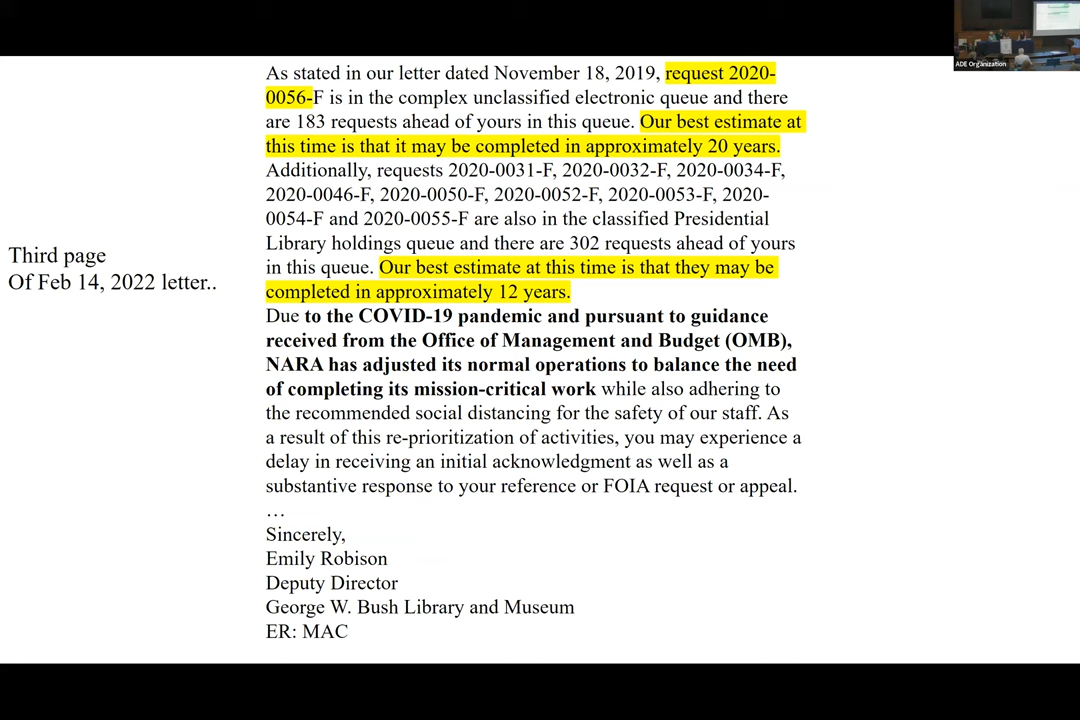 ADE Organization
As stated in our letter dated November 18, 2019, request 2020-
0056-F is in the complex unclassified electronic queue and there
are 183 requests ahead of yours in this queue. Our best estimate at
this time is that it may be completed in approximately 20 years.
Additionally, requests 2020-0031-F, 2020-0032-F, 2020-0034-F,
2020-0046-F, 2020-0050-F, 2020-0052-F, 2020-0053-F, 2020-
0054-F and 2020-0055-F are also in the classified Presidential
Library holdings queue and there are 302 requests ahead of yours
in this queue. Our best estimate at this time is that they may be
completed in approximately 12 years.
Third page
Of Feb 14, 2022 letter..
Due to the COVID-19 pandemic and pursuant to guidance
received from the Office of Management and Budget (OMB),
NARA has adjusted its normal operations to balance the need
of completing its mission-critical work while also adhering to
the recommended social distancing for the safety of our staff. As
a result of this re-prioritization of activities, you may experience a
delay in receiving an initial acknowledgment as well as a
substantive response to your reference or FOIA request or appeal.
…
Sincerely,
Emily Robison
Deputy Director
George W. Bush Library and Museum
ER: MAC